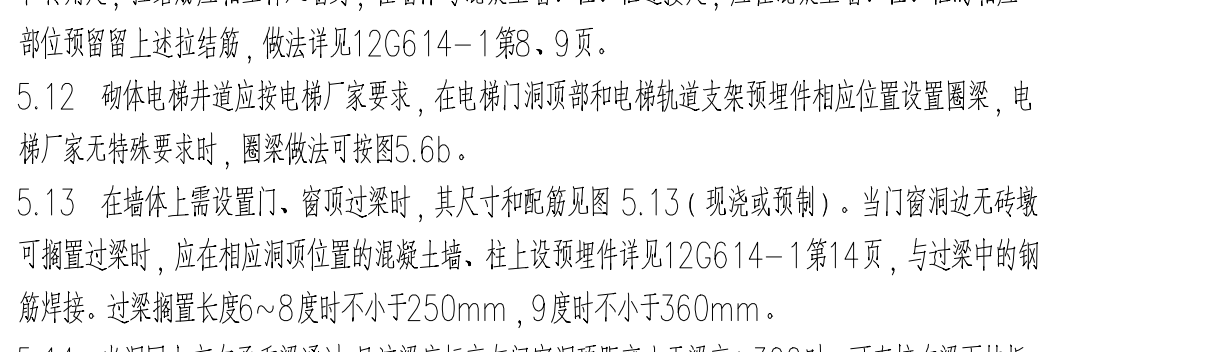 部位预留留上述拉结筋，做法详见12G614-1第8、9页。
5.12 砌体电梯井道应按电梯厂家要求，在电梯门洞顶部和电梯轨道支架预埋件相应位置设置圈梁，电
梯厂家无特殊要求时，圈梁做法可按图5.6b。
5.13 在墙体上需设置门、窗顶过梁时，其尺寸和配筋见图 5.13(现浇或预制)。当门窗洞边无砖墩
可搁置过梁时，应在相应洞顶位置的混凝土墙、柱上设预埋件详见12G614-1第14页，与过梁中的钢
筋焊接。过梁搁置长度6~8度时不小于250mm，9度时不小于360mm。